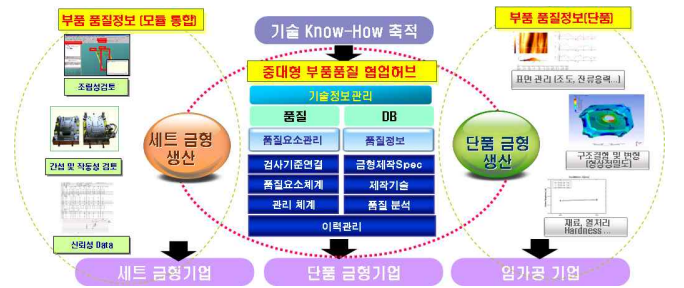 부품 품질정보 (모듈 통합)
조립성검토
간섭 및 작동성 검토
신뢰성 Data
세트 금형
생산
기술 Know-How 축적
중대형 부품품질 협업허브
기술정보관리
품질
DB
품질요소관리
품질정보
검사기준연결
금형제작Spec
품질요소체계
제작기술
관리 체계
품질 분석
이력관리
단품 금형
생산
부품 품질정보(단품)
표면 관리 (조도, 잔류응력...)
구조결함 및 변형
(형상정밀도)
재료, 열처리
Hardness ...
세트 금형기업
단품 금형기업
임가공 기업